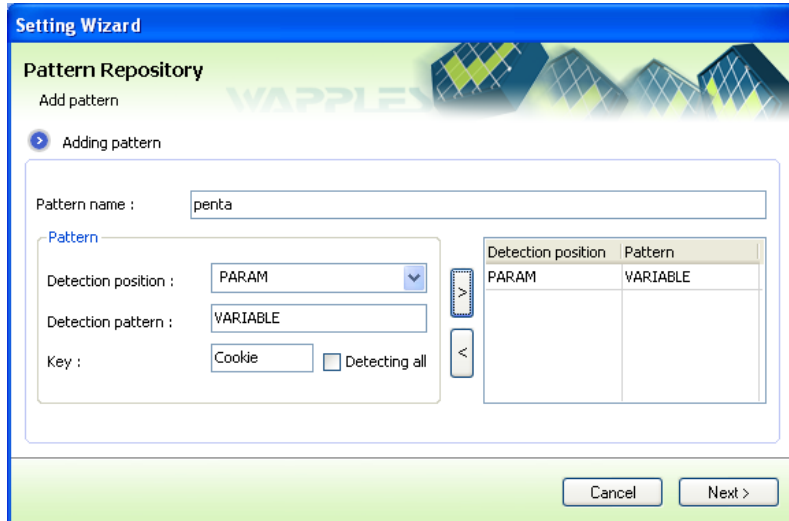 Setting Wizard
Pattern Repository
Add pattern
WAPPLES
Adding pattern
Pattern name : penta
Pattern
Detection position : PARAM
Detection pattern : VARIABLE
Key : Cookie Detecting all
>
<
Detection position Pattern
PARAM VARIABLE
Cancel Next >